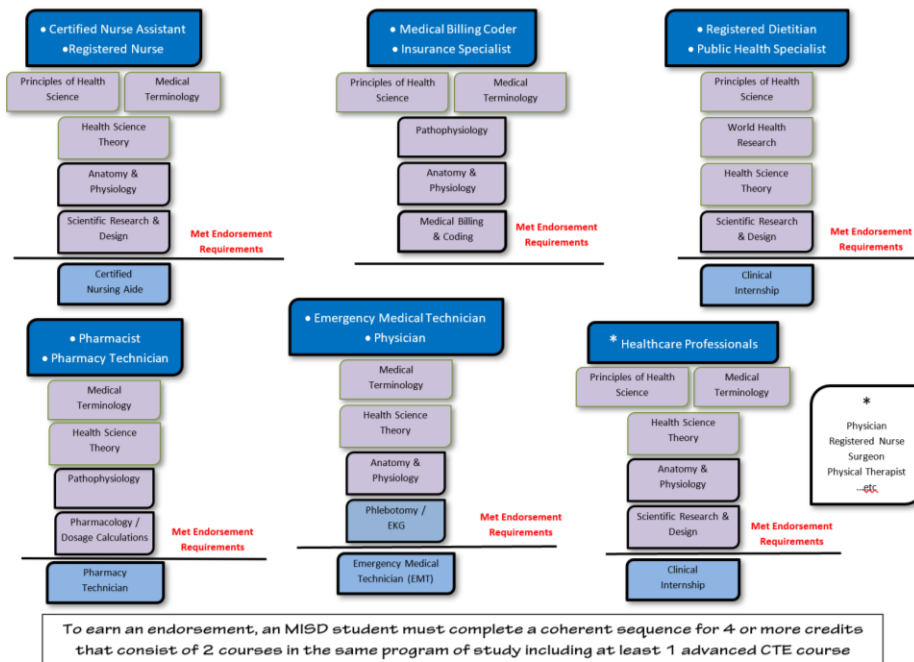 • Certified Nurse Assistant
•Registered Nurse
Principles of Health
Science
Medical
Terminology
Health Science
Theory
Anatomy &
Physiology
Scientific Research &
Design
Met Endorsement
Requirements
Certified
Nursing Aide
• Medical Billing Coder
• Insurance Specialist
Principles of Health
Science
Medical
Terminology
Pathophysiology
Anatomy &
Physiology
Medical Billing
& Coding
Met Endorsement
Requirements
• Registered Dietitian
• Public Health Specialist
Principles of Health
Science
World Health
Research
Health Science
Theory
Scientific Research
& Design
Met Endorsement
Requirements
Clinical
Internship
• Pharmacist
• Pharmacy Technician
Medical
Terminology
Health Science
Theory
Pathophysiology
Pharmacology /
Dosage Calculations
Met Endorsement
Requirements
Pharmacy
Technician
• Emergency Medical Technician
• Physician
Medical
Terminology
Health Science
Theory
Anatomy &
Physiology
Phlebotomy /
EKG
Met Endorsement
Requirements
Emergency Medical
Technician (EMT)
* Healthcare Professionals
Principles of Health
Science
Medical
Terminology
Health Science
Theory
Anatomy &
Physiology
Scientific Research &
Design
Met Endorsement
Requirements
Clinical
Internship
*
Physician
Registered Nurse
Surgeon
Physical Therapist
...etc
To earn an endorsement, an MISD student must complete a coherent sequence for 4 or more credits
that consist of 2 courses in the same program of study including at least 1 advanced CTE course